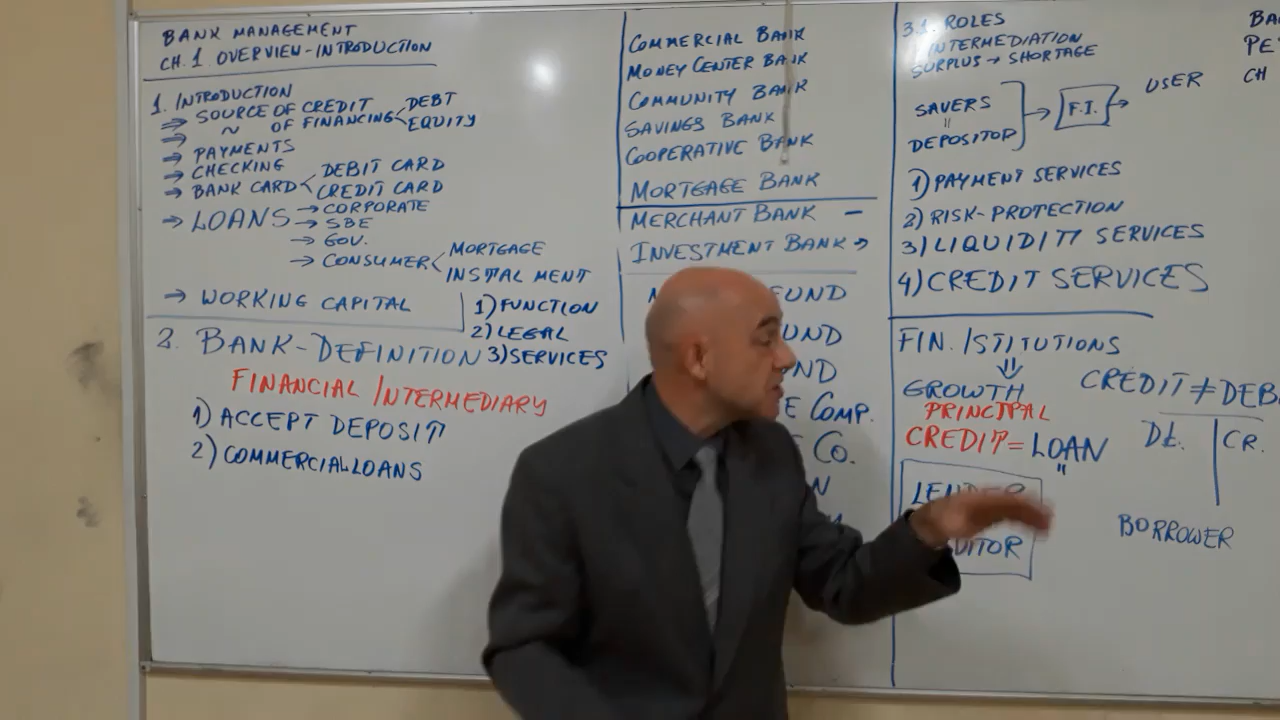 BANK MANAGEMENT
CH. 1 OVERVIEW-INTRODUCTION
1. INTRODUCTION
⇒ SOURCE OF CREDIT
⇒ ~ OF FINANCING < DEBT
EQUITY
→ PAYMENTS
→ CHECKING
→ BANK CARD < DEBIT CARD
CREDIT CARD
→ LOANS → CORPORATE
→ SBE
→ GOV.
→ CONSUMER < MORTGAGE
INSTALMENT
→ WORKING CAPITAL
1) FUNCTION
2) LEGAL
3) SERVICES
2. BANK-DEFINITION
FINANCIAL INTERMEDIARY
1) ACCEPT DEPOSIT
2) COMMERCIAL LOANS
COMMERCIAL BANK
MONEY CENTER BANK
COMMUNITY BANK
SAVINGS BANK
COOPERATIVE BANK
MORTGAGE BANK
MERCHANT BANK –
INVESTMENT BANK →
FUND
COMP.
CO.
3.1. ROLES
INTERMEDIATION
SURPLUS → SHORTAGE
SAVERS
=
DEPOSITOR
→ F.I. → USER
1) PAYMENT SERVICES
2) RISK-PROTECTION
3) LIQUIDITY SERVICES
4) CREDIT SERVICES
FIN. ISTITUTIONS
⇓
GROWTH
PRINCIPAL
CREDIT = LOAN
"
LENDER
BORROWER
CREDIT ≠ DEB
Dt. | CR.
CH